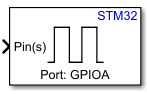 STM32
Pin(s)
Port: GPIOA